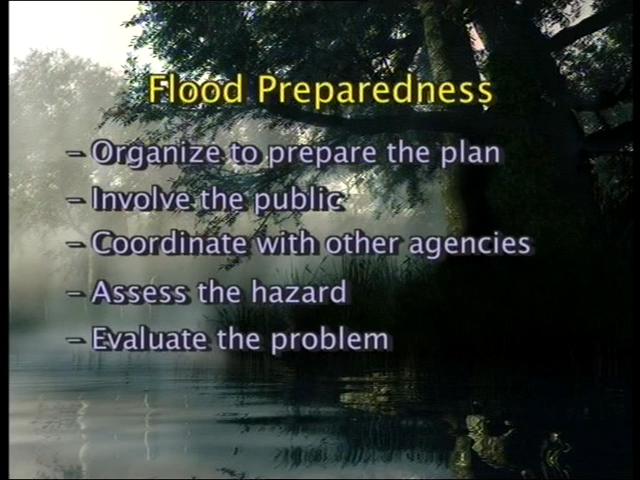 Flood Preparedness
– Organize to prepare the plan
– Involve the public
– Coordinate with other agencies
– Assess the hazard
– Evaluate the problem